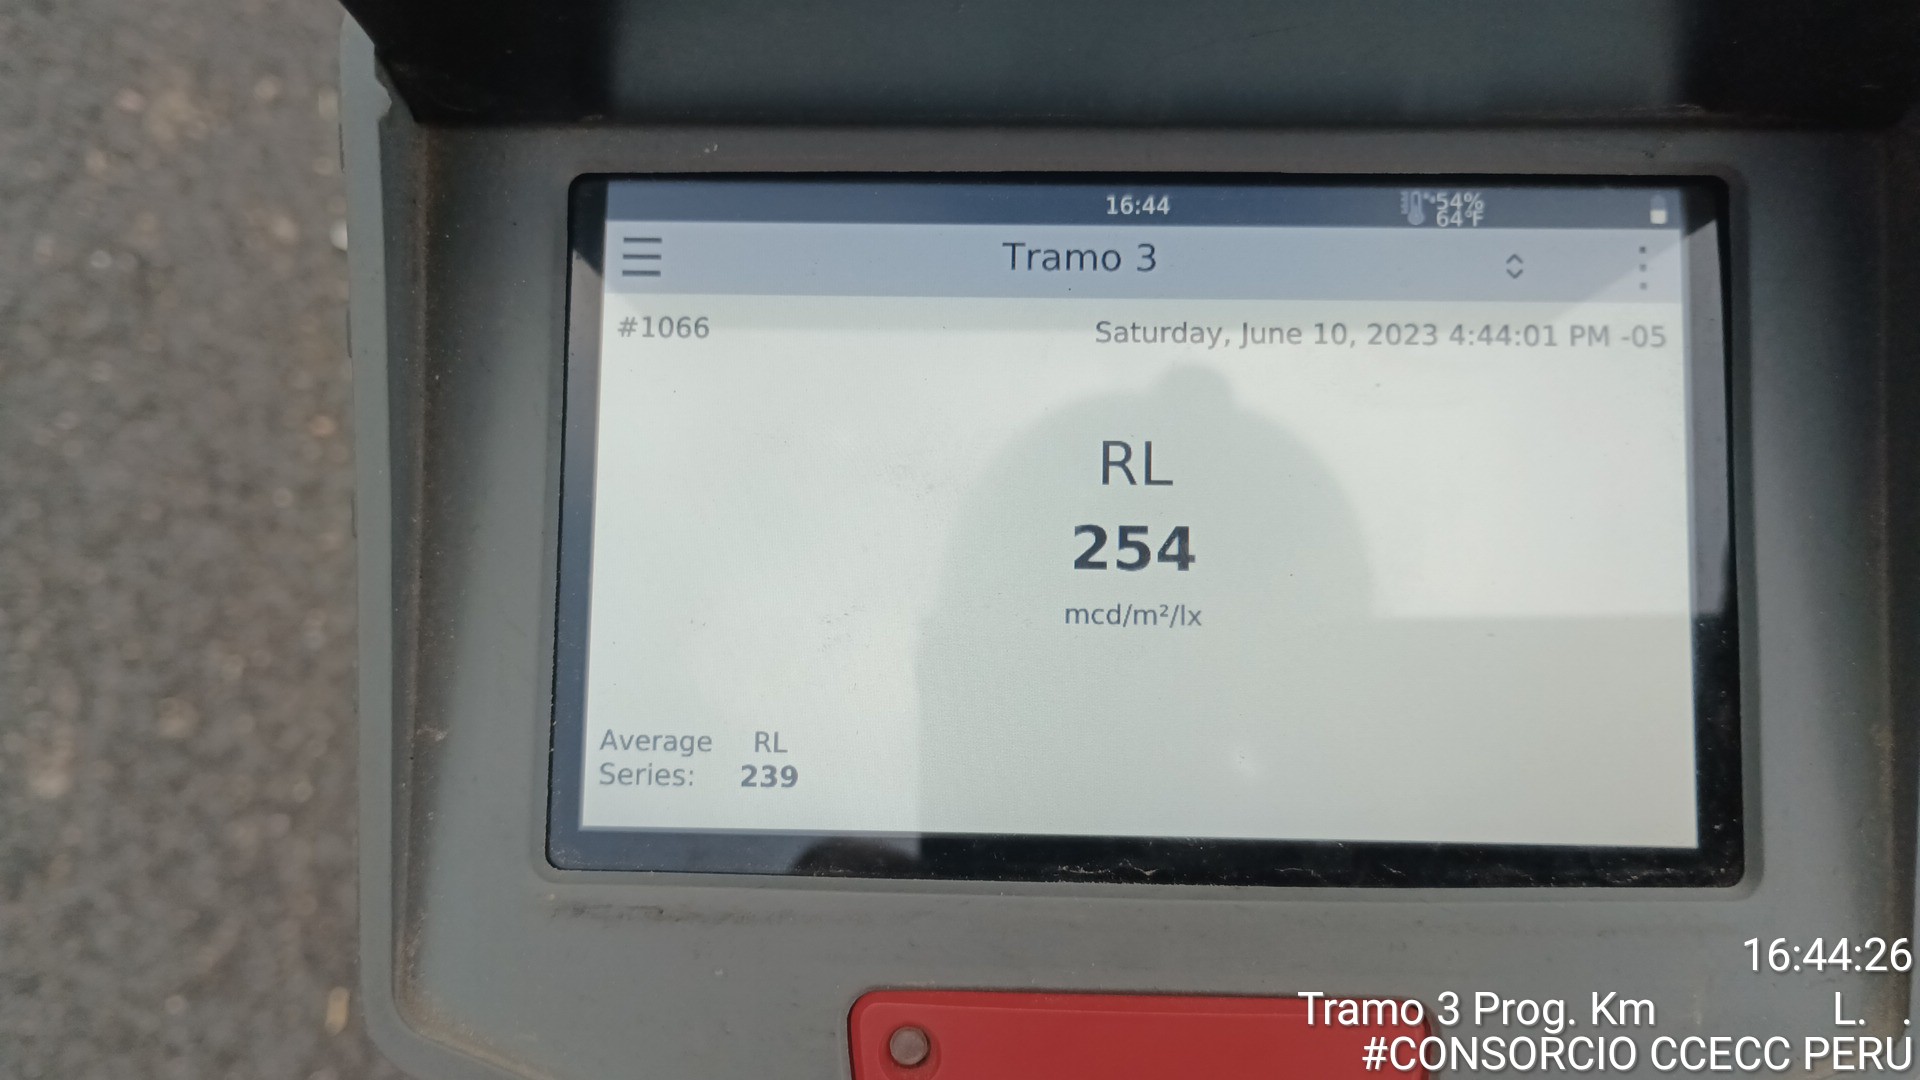 16:44
54%
64°F
Tramo 3
#1066
Saturday, June 10, 2023 4:44:01 PM -05
RL
254
mcd/m²/lx
Average RL
Series: 239
16:44:26
Tramo 3 Prog. Km L. .
#CONSORCIO CCECC PERU